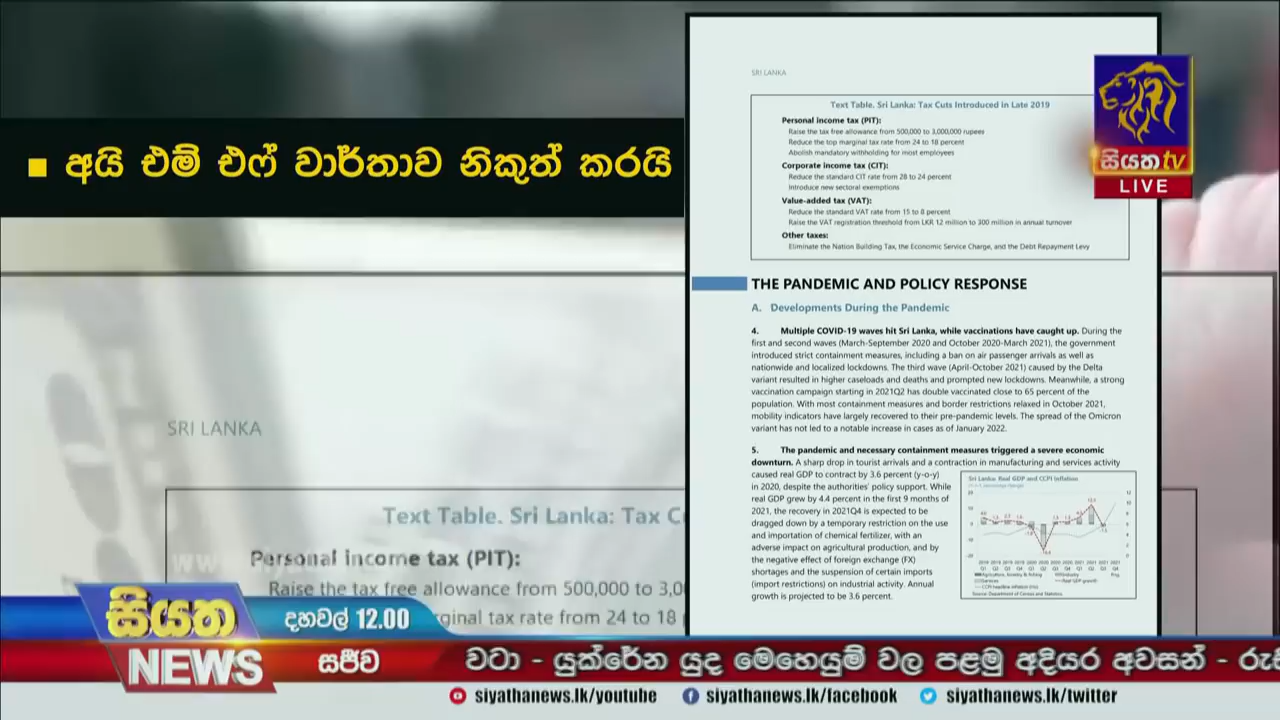 ■ අයි එම් එෆ් වාර්තාව නිකුත් කරයි
SRI LANKA
Text Table. Sri Lanka: Tax Cuts Introduced in Late 2019
Personal income tax (PIT):
Raise the tax free allowance from 500,000 to 3,000,000 rupees
Reduce the top marginal tax rate from 24 to 18 percent
Abolish mandatory withholding for most employees
Corporate income tax (CIT):
Reduce the standard CIT rate from 28 to 24 percent
Introduce new sectoral exemptions
Value-added tax (VAT):
Reduce the standard VAT rate from 15 to 8 percent
Raise the VAT registration threshold from LKR 12 million to 300 million in annual turnover
Other taxes:
Eliminate the Nation Building Tax, the Economic Service Charge, and the Debt Repayment Levy
සියත tv
LIVE
THE PANDEMIC AND POLICY RESPONSE
A. Developments During the Pandemic
4. Multiple COVID-19 waves hit Sri Lanka, while vaccinations have caught up. During the
first and second waves (March-September 2020 and October 2020-March 2021), the government
introduced strict containment measures, including a ban on air passenger arrivals as well as
nationwide and localized lockdowns. The third wave (April-October 2021) caused by the Delta
variant resulted in higher caseloads and deaths and prompted new lockdowns. Meanwhile, a strong
vaccination campaign starting in 2021Q2 has double vaccinated close to 65 percent of the
population. With most containment measures and border restrictions relaxed in October 2021,
mobility indicators have largely recovered to their pre-pandemic levels. The spread of the Omicron
variant has not led to a notable increase in cases as of January 2022.
5. The pandemic and necessary containment measures triggered a severe economic
downturn. A sharp drop in tourist arrivals and a contraction in manufacturing and services activity
caused real GDP to contract by 3.6 percent (y-o-y)
in 2020, despite the authorities' policy support. While
real GDP grew by 4.4 percent in the first 9 months of
2021, the recovery in 2021Q4 is expected to be
dragged down by a temporary restriction on the use
and importation of chemical fertilizer, with an
adverse impact on agricultural production, and by
the negative effect of foreign exchange (FX)
shortages and the suspension of certain imports
(import restrictions) on industrial activity. Annual
growth is projected to be 3.6 percent.
Sri Lanka: Real GDP and CCPI Inflation
Agriculture, forestry & fishing
Industry
Services
Real GDP growth
CCPI headline inflation (rhs)
Source: Department of Census and Statistics
SRI LANKA
Text Table. Sri Lanka: Tax C
Personal income tax (PIT):
free allowance from 500,000 to 3,0
ginal tax rate from 24 to 18
සියත
NEWS
දහවල් 12.00
සජීව
වටා - යුක්රේන යුද මෙහෙයුම් වල පළමු අදියර අවසන් - රුසි
siyathanews.lk/youtube
siyathanews.lk/facebook
siyathanews.lk/twitter